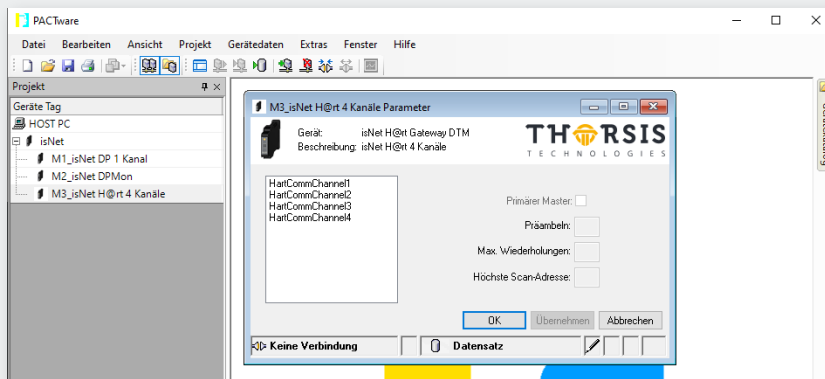 PACTware
Datei Bearbeiten Ansicht Projekt Gerätedaten Extras Fenster Hilfe
Projekt
Geräte Tag
HOST PC
isNet
M1_isNet DP 1 Kanal
M2_isNet DPMon
M3_isNet H@rt 4 Kanäle
M3_isNet H@rt 4 Kanäle Parameter
Gerät: isNet H@rt Gateway DTM
Beschreibung: isNet H@rt 4 Kanäle
THORSIS
TECHNOLOGIES
HartCommChannel1
HartCommChannel2
HartCommChannel3
HartCommChannel4
Primärer Master:
Präambeln:
Max. Wiederholungen:
Höchste Scan-Adresse:
OK Übernehmen Abbrechen
Keine Verbindung Datensatz